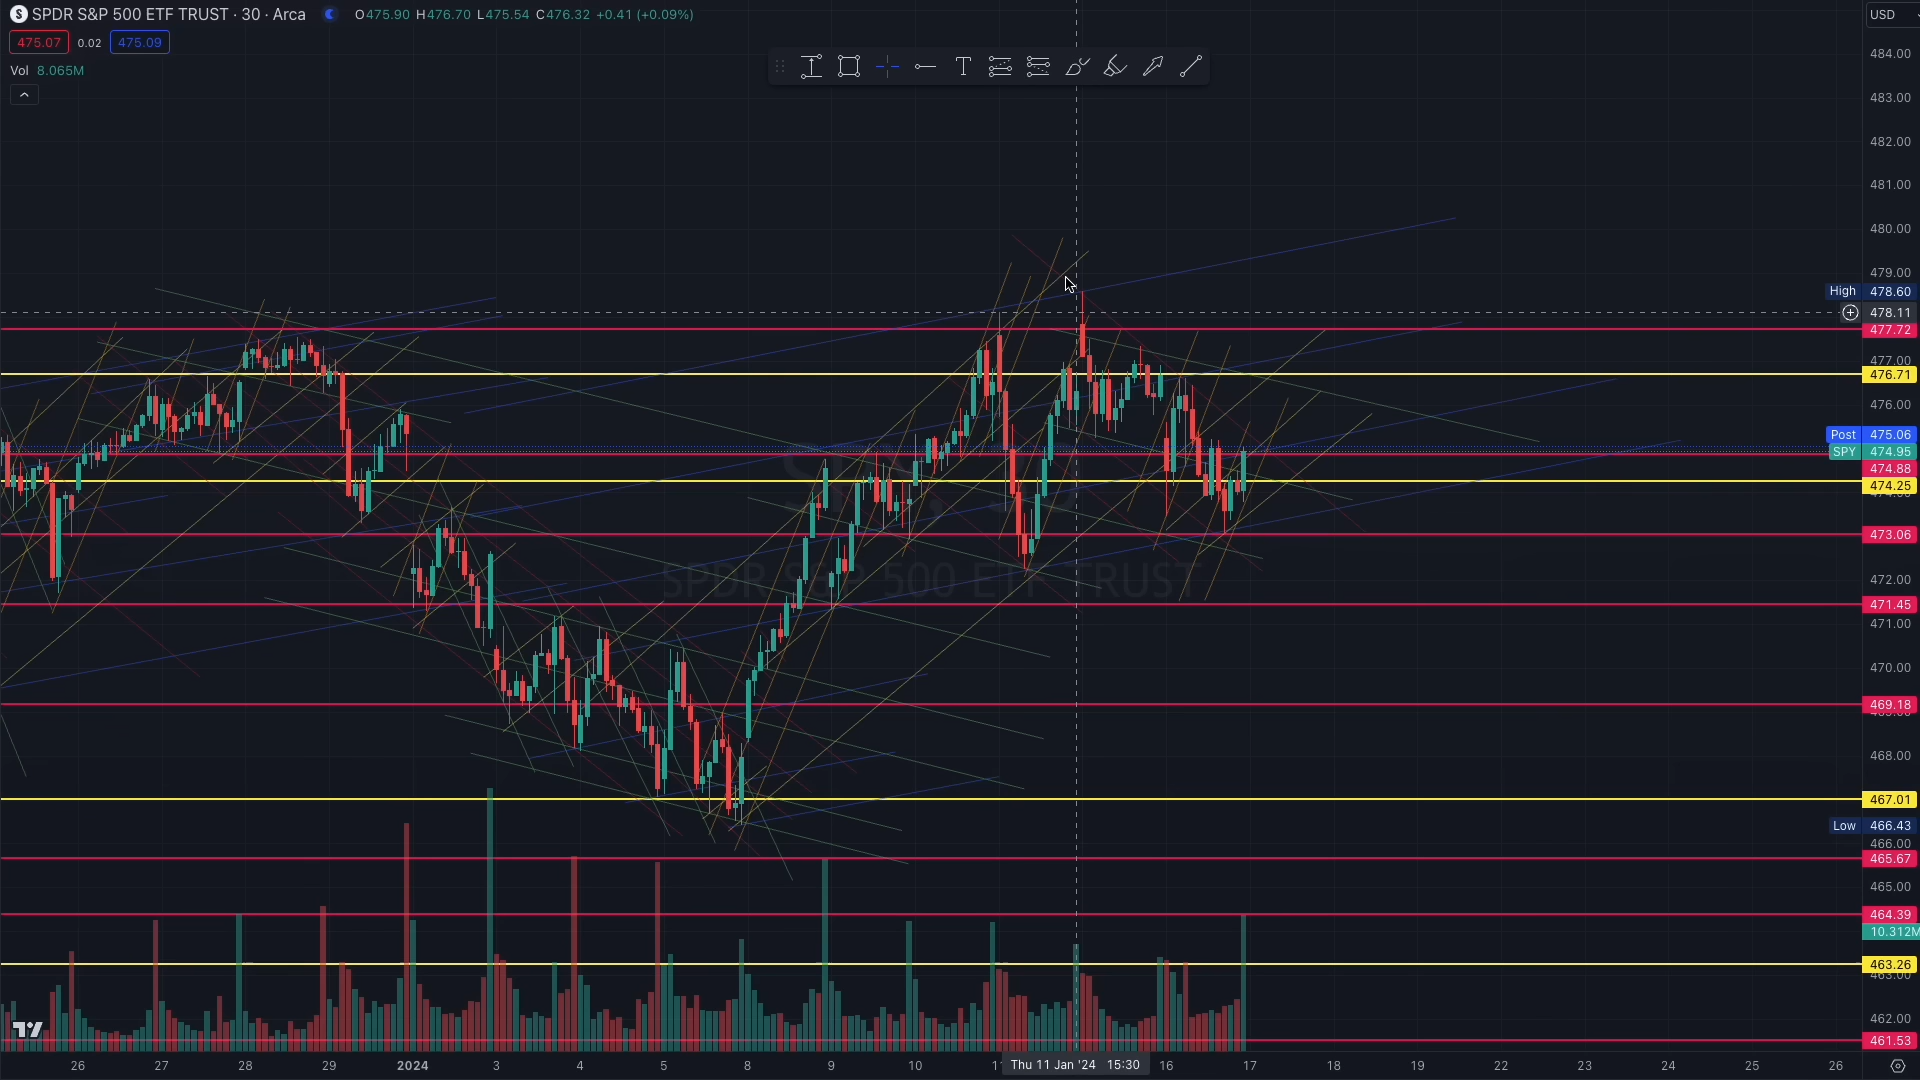 S SPDR S&P 500 ETF TRUST · 30 · Arca O475.90 H476.70 L475.54 C476.32 +0.41 (+0.09%) USD
475.07 0.02 475.09
Vol 8.065M
T
484.00
483.00
482.00
481.00
480.00
479.00
High 478.60
478.11
477.72
477.00
476.71
476.00
Post 475.06
SPY 474.95
474.88
474.25
473.06
SPDR S&P 500 ETF TRUST
472.00
471.45
471.00
470.00
469.18
468.00
467.01
Low 466.43
466.00
465.67
465.00
464.39
10.312M
463.26
463.00
462.00
461.53
26 27 28 29 2024 3 4 5 8 9 10 Thu 11 Jan '24 15:30 16 17 18 19 22 23 24 25 26